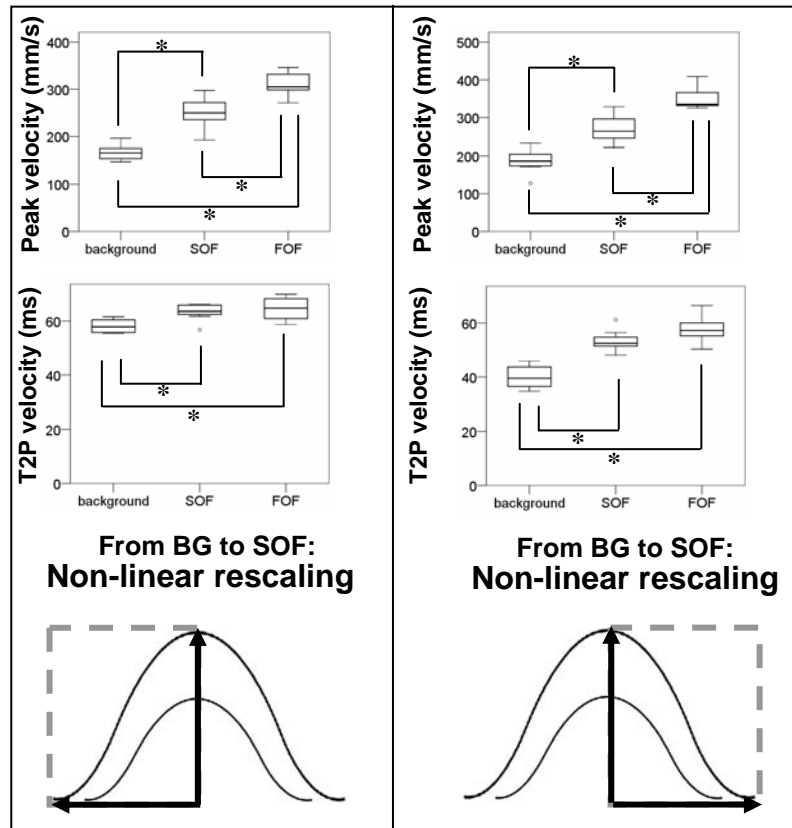 Peak velocity (mm/s)
400
300
200
100
0
*
*
*
background SOF FOF
T2P velocity (ms)
60
40
20
0
*
*
background SOF FOF
From BG to SOF:
Non-linear rescaling
Peak velocity (mm/s)
500
400
300
200
100
0
*
*
*
background SOF FOF
T2P velocity (ms)
60
40
20
0
*
*
background SOF FOF
From BG to SOF:
Non-linear rescaling